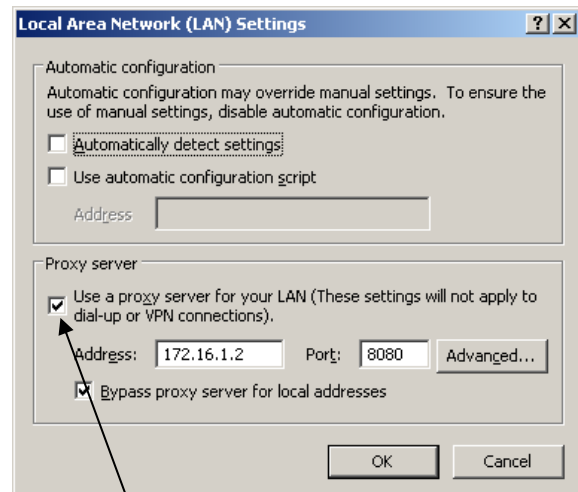 Local Area Network (LAN) Settings
Automatic configuration
Automatic configuration may override manual settings. To ensure the
use of manual settings, disable automatic configuration.
Automatically detect settings
Use automatic configuration script
Address
Proxy server
Use a proxy server for your LAN (These settings will not apply to
dial-up or VPN connections).
Address: 172.16.1.2 Port: 8080 Advanced...
Bypass proxy server for local addresses
OK Cancel